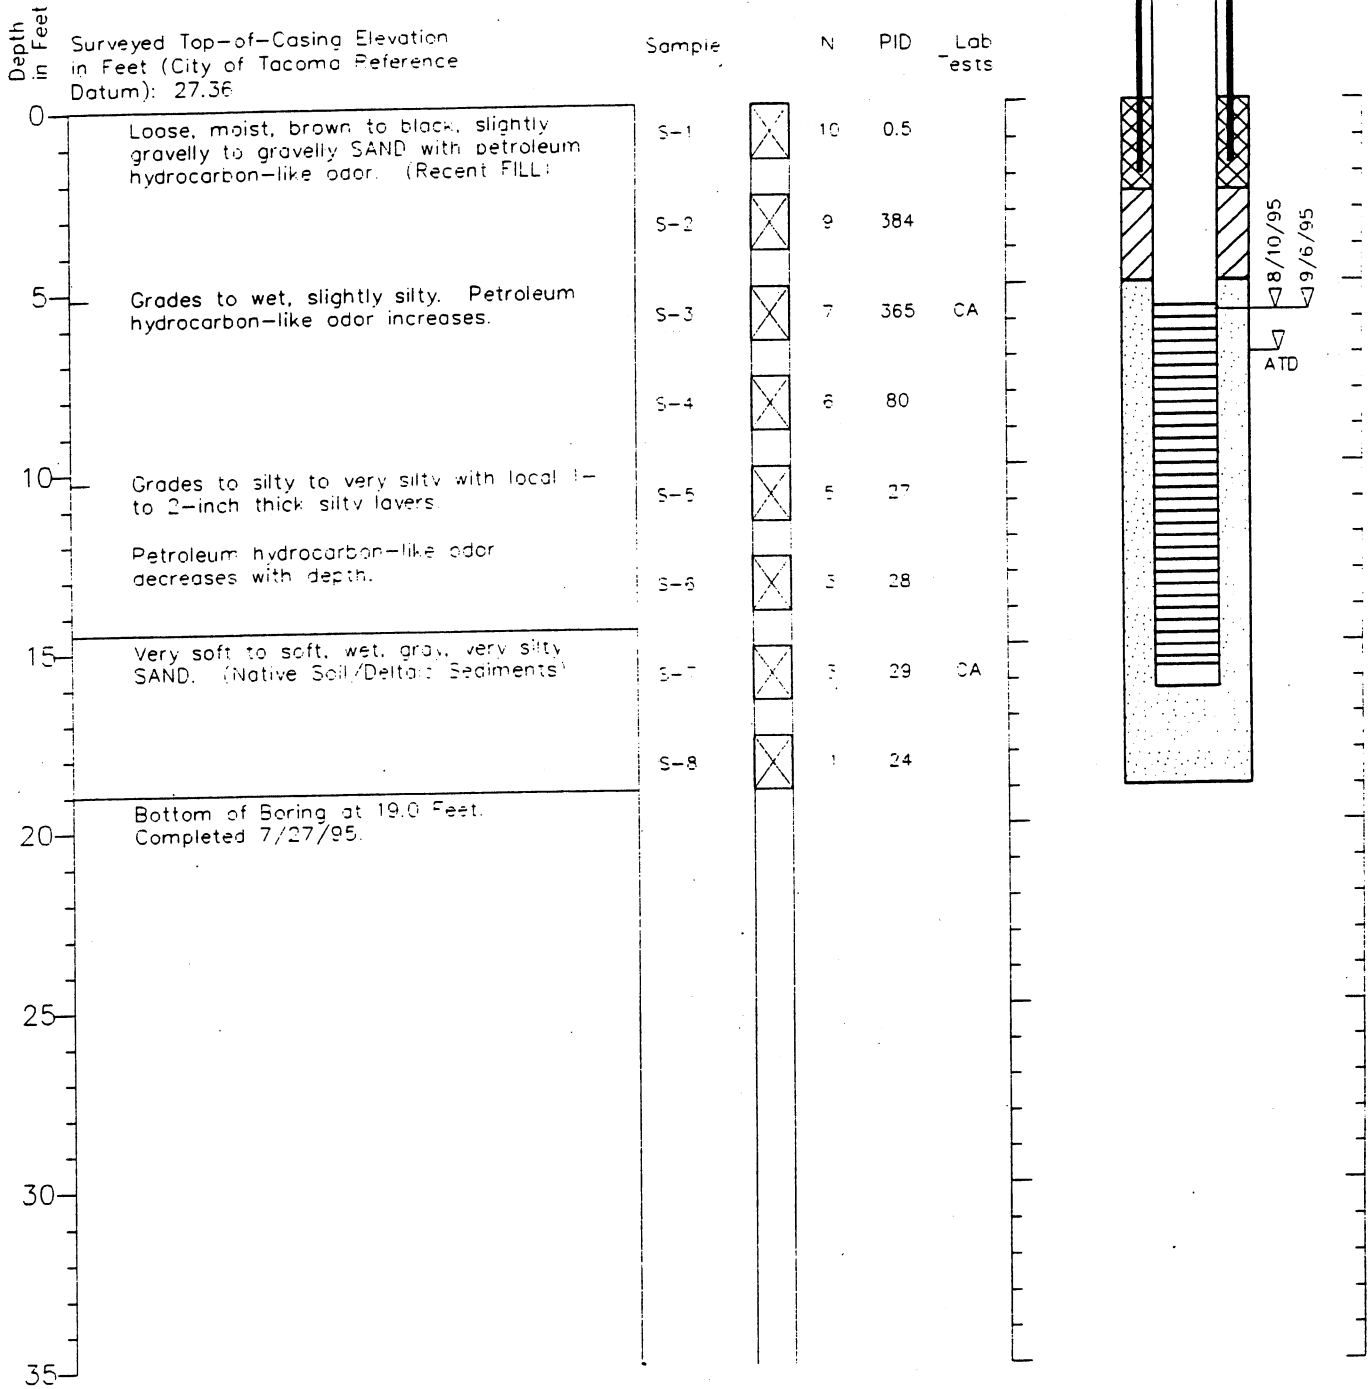 Depth
in Feet
Surveyed Top-of-Casing Elevation
in Feet (City of Tacoma Reference
Datum): 27.36
Sample
N
PID
Lab
Tests
0
Loose, moist, brown to black, slightly
gravelly to gravelly SAND with petroleum
hydrocarbon-like odor. (Recent FILL)
S-1 10 0.5
S-2 9 384
5
Grades to wet, slightly silty. Petroleum
hydrocarbon-like odor increases.
S-3 7 365 CA
S-4 6 80
10
Grades to silty to very silty with local 1-
to 2-inch thick silty layers.
S-5 5 27
Petroleum hydrocarbon-like odor
decreases with depth.
S-6 28
15
Very soft to soft, wet, gray, very silty
SAND. (Native Soil/Deltaic Sediments)
S-7 29 CA
S-8 1 24
Bottom of Boring at 19.0 Feet.
Completed 7/27/95.
20
25
30
35
8/10/95
9/6/95
ATD